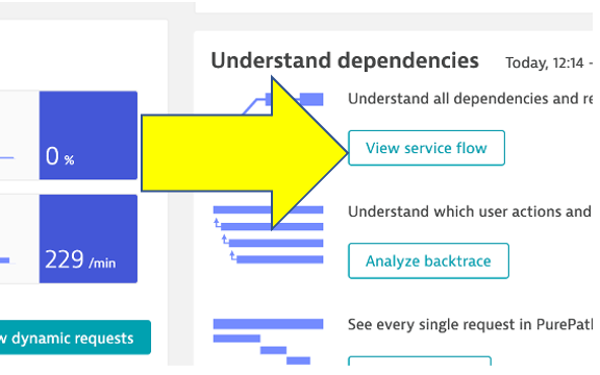 Understand dependencies
Today, 12:14 -
Understand all dependencies and re
0 %
View service flow
Understand which user actions and
229 /min
Analyze backtrace
See every single request in PurePath
w dynamic requests